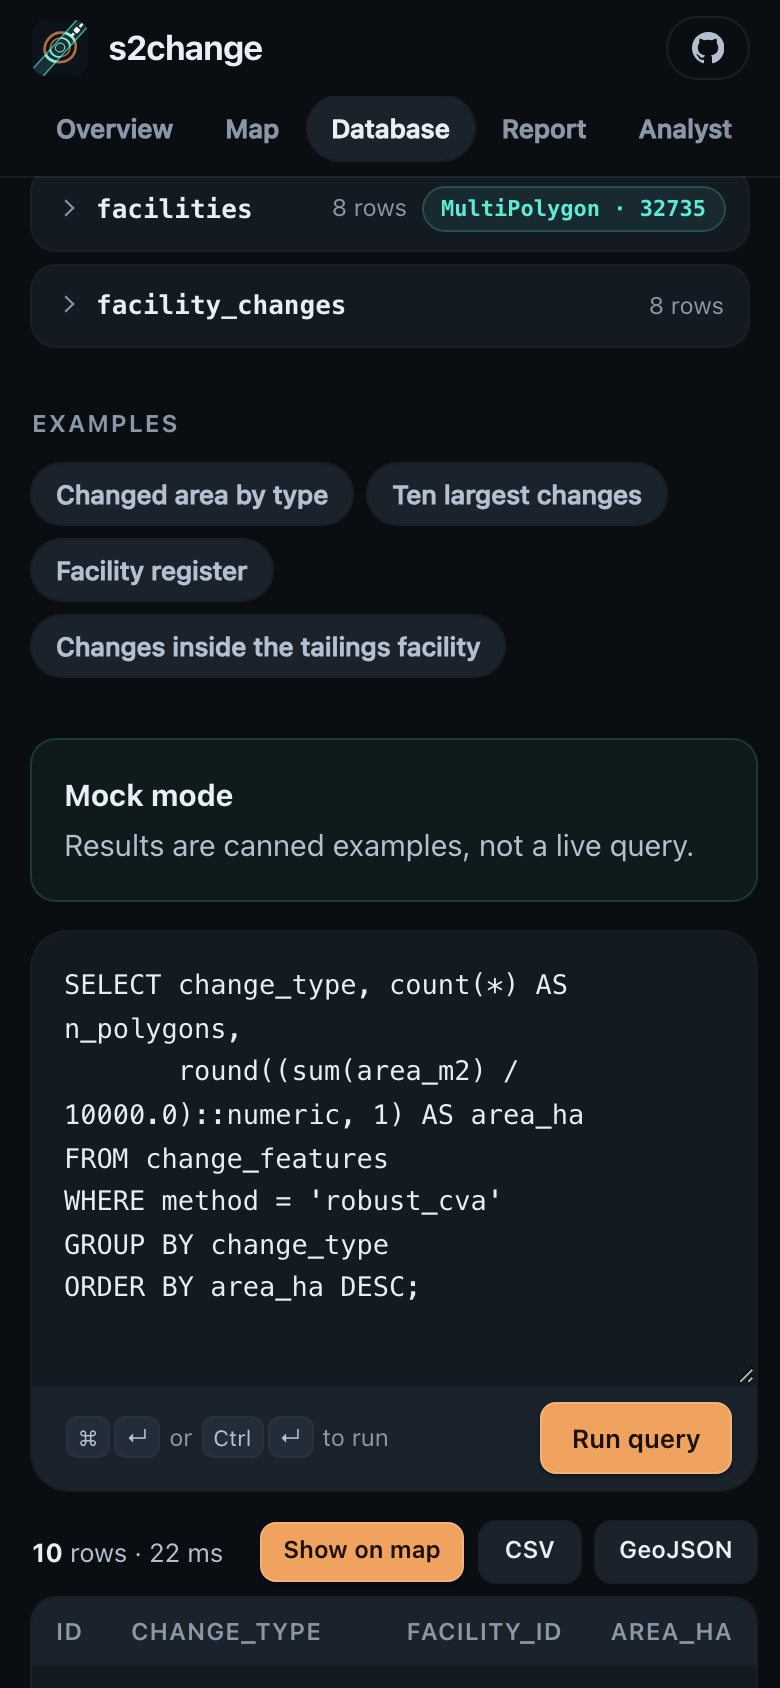 s2change
Overview Map Database Report Analyst
facilities 8 rows MultiPolygon · 32735
facility_changes 8 rows
EXAMPLES
Changed area by type Ten largest changes
Facility register
Changes inside the tailings facility
Mock mode
Results are canned examples, not a live query.
SELECT change_type, count(*) AS
n_polygons,
round((sum(area_m2) /
10000.0)::numeric, 1) AS area_ha
FROM change_features
WHERE method = 'robust_cva'
GROUP BY change_type
ORDER BY area_ha DESC;
⌘ ↵ or Ctrl ↵ to run Run query
10 rows · 22 ms Show on map CSV GeoJSON
ID CHANGE_TYPE FACILITY_ID AREA_HA